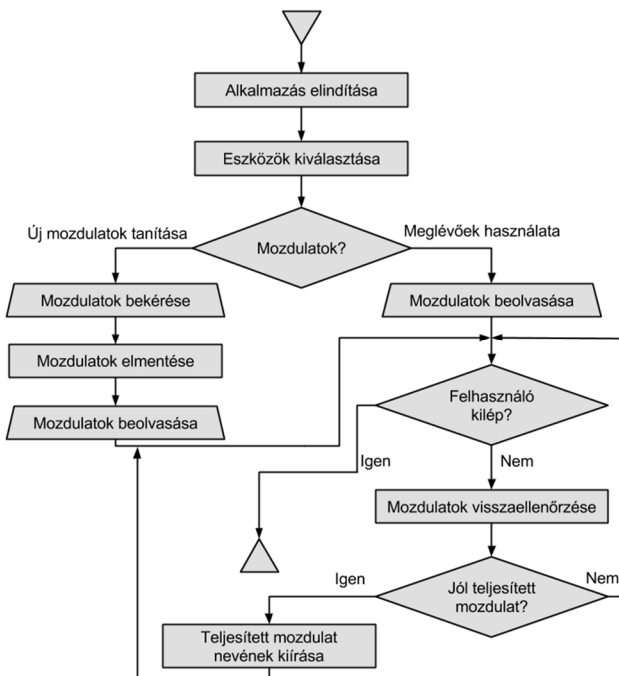 Alkalmazás elindítása
Eszközök kiválasztása
Új mozdulatok tanítása
Mozdulatok?
Meglévőek használata
Mozdulatok bekérése
Mozdulatok beolvasása
Mozdulatok elmentése
Mozdulatok beolvasása
Felhasználó
kilép?
Igen
Nem
Mozdulatok visszaellenőrzése
Igen
Jól teljesített
mozdulat?
Nem
Teljesített mozdulat
nevének kiírása